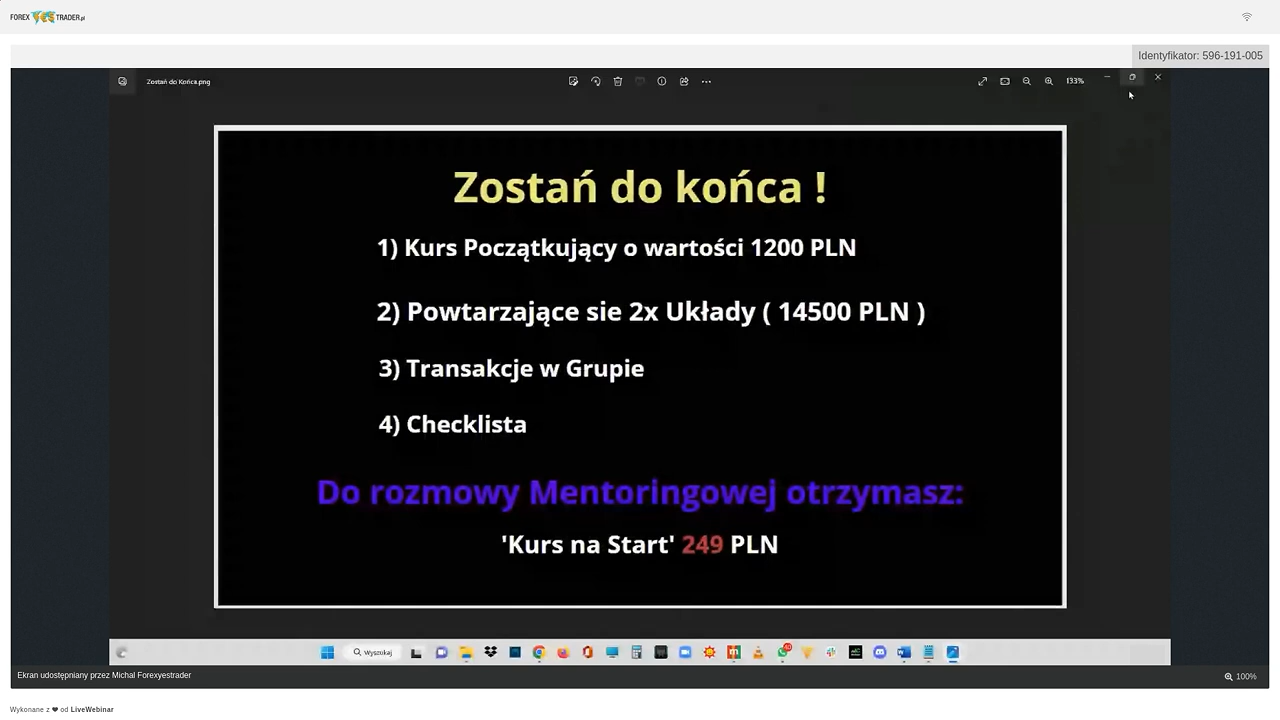 FOREX YES TRADER.pl
Identyfikator: 596-191-005
Zostań do Końca.png
133%
Zostań do końca !
1) Kurs Początkujący o wartości 1200 PLN
2) Powtarzające sie 2x Układy ( 14500 PLN )
3) Transakcje w Grupie
4) Checklista
Do rozmowy Mentoringowej otrzymasz:
'Kurs na Start' 249 PLN
Wyszukaj
Ekran udostępniany przez Michal Forexyestrader
100%
Wykonane z ❤ od LiveWebinar